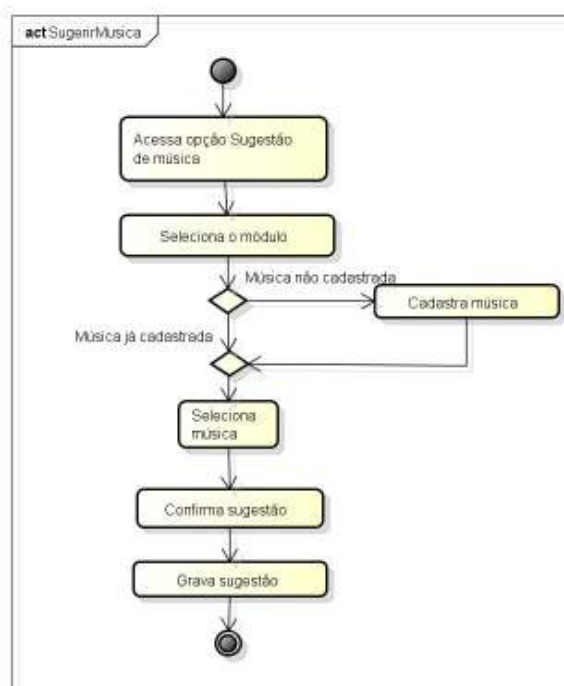 act SugerirMusica
Acessa opção Sugestão
de música
Seleciona o módulo
Música não cadastrada
Cadastra música
Música já cadastrada
Seleciona
música
Confirma sugestão
Grava sugestão